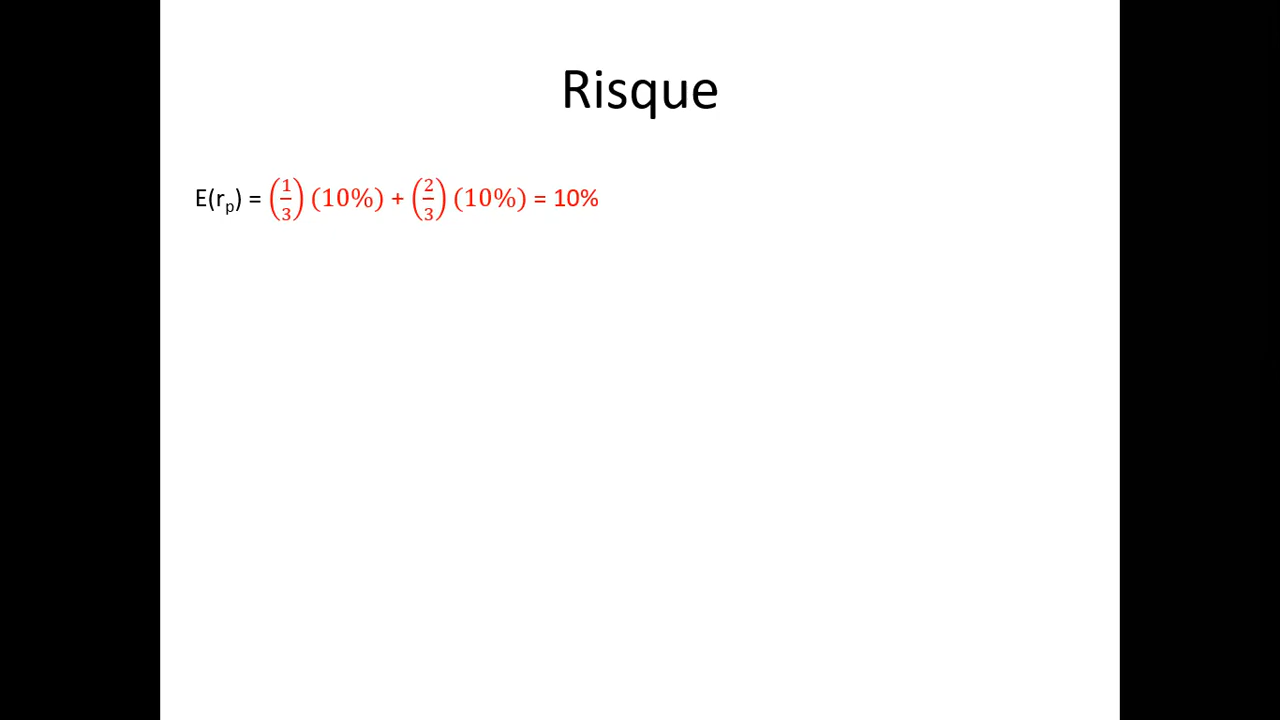 Risque
E(rₚ) = (1/3) (10%) + (2/3) (10%) = 10%